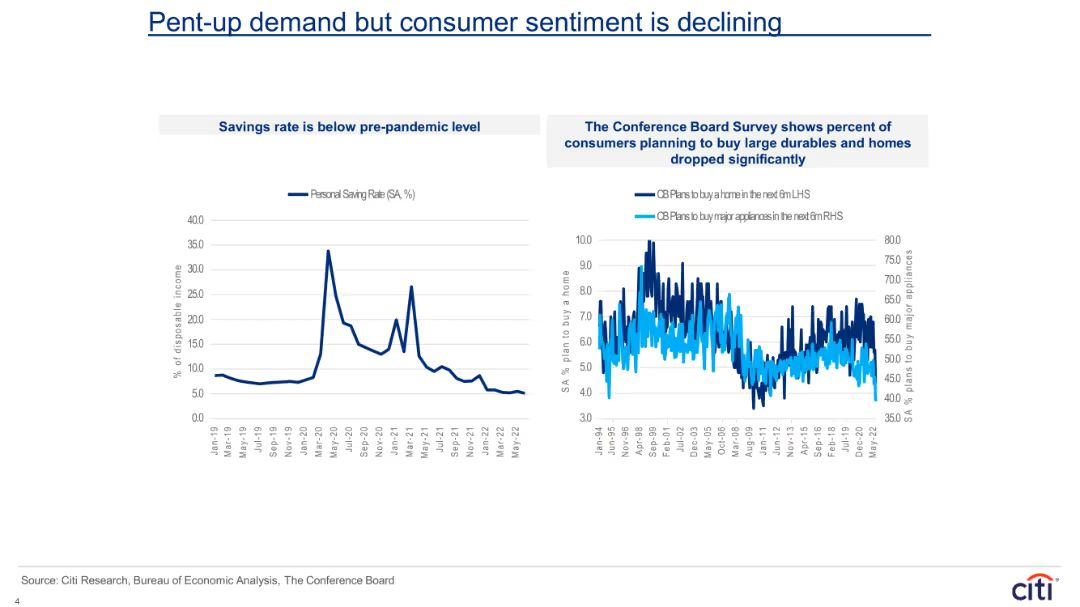 Pent-up demand but consumer sentiment is declining
Savings rate is below pre-pandemic level
Personal Saving Rate (SA, %)
% of disposable income
40.0
35.0
30.0
25.0
20.0
15.0
10.0
5.0
0.0
Jan-19
Mar-19
May-19
Jul-19
Sep-19
Nov-19
Jan-20
Mar-20
May-20
Jul-20
Sep-20
Nov-20
Jan-21
Mar-21
May-21
Jul-21
Sep-21
Nov-21
Jan-22
Mar-22
May-22
The Conference Board Survey shows percent of
consumers planning to buy large durables and homes
dropped significantly
CB Plans to buy a home in the next 6m LHS
CB Plans to buy major appliances in the next 6m RHS
SA % plan to buy a home
10.0
9.0
8.0
7.0
6.0
5.0
4.0
3.0
80.0
75.0
70.0
65.0
60.0
55.0
50.0
45.0
40.0
35.0
SA % plans to buy major appliances
Jan-94
Jun-95
Nov-96
Apr-98
Sep-99
Feb-01
Jul-02
Dec-03
May-05
Oct-06
Mar-08
Aug-09
Jan-11
Jun-12
Nov-13
Apr-15
Sep-16
Feb-18
Jul-19
Dec-20
May-22
Source: Citi Research, Bureau of Economic Analysis, The Conference Board
4
citi